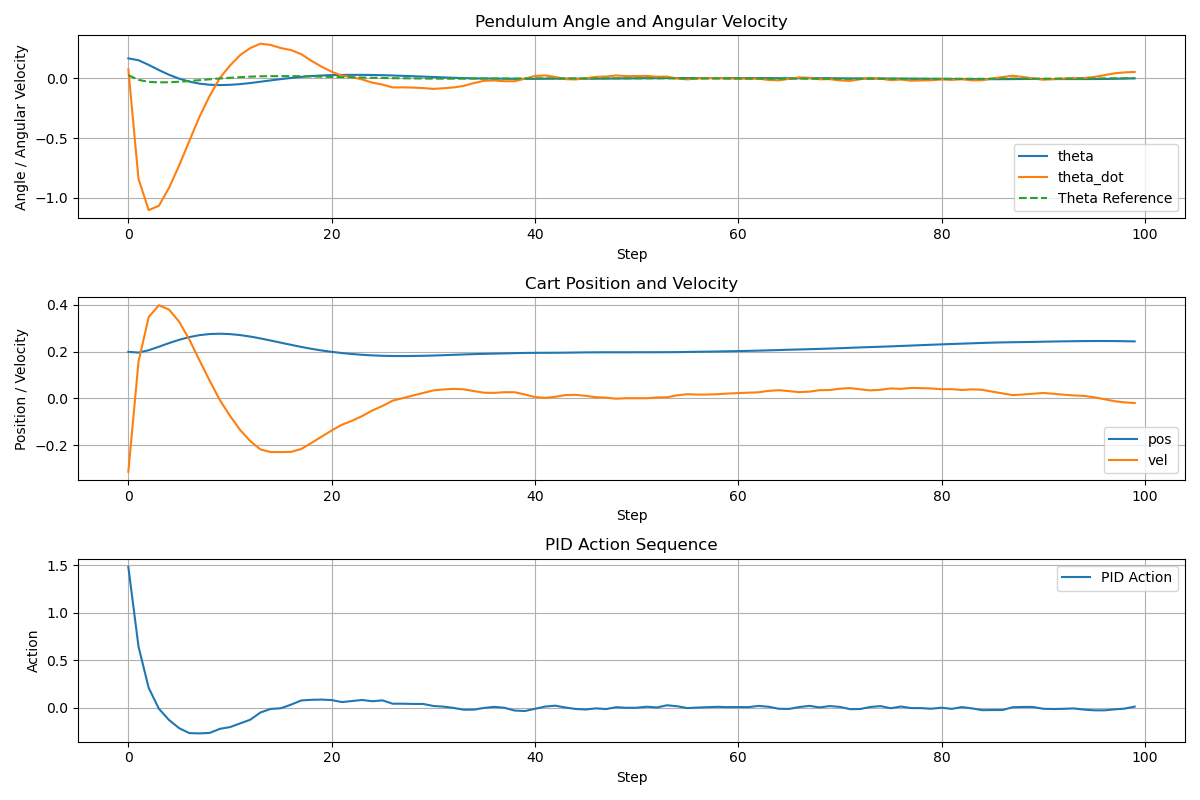 Pendulum Angle and Angular Velocity
Angle / Angular Velocity
0.0
−0.5
−1.0
theta
theta_dot
Theta Reference
0 20 40 60 80 100
Step
Cart Position and Velocity
Position / Velocity
0.4
0.2
0.0
−0.2
pos
vel
0 20 40 60 80 100
Step
PID Action Sequence
Action
1.5
1.0
0.5
0.0
PID Action
0 20 40 60 80 100
Step